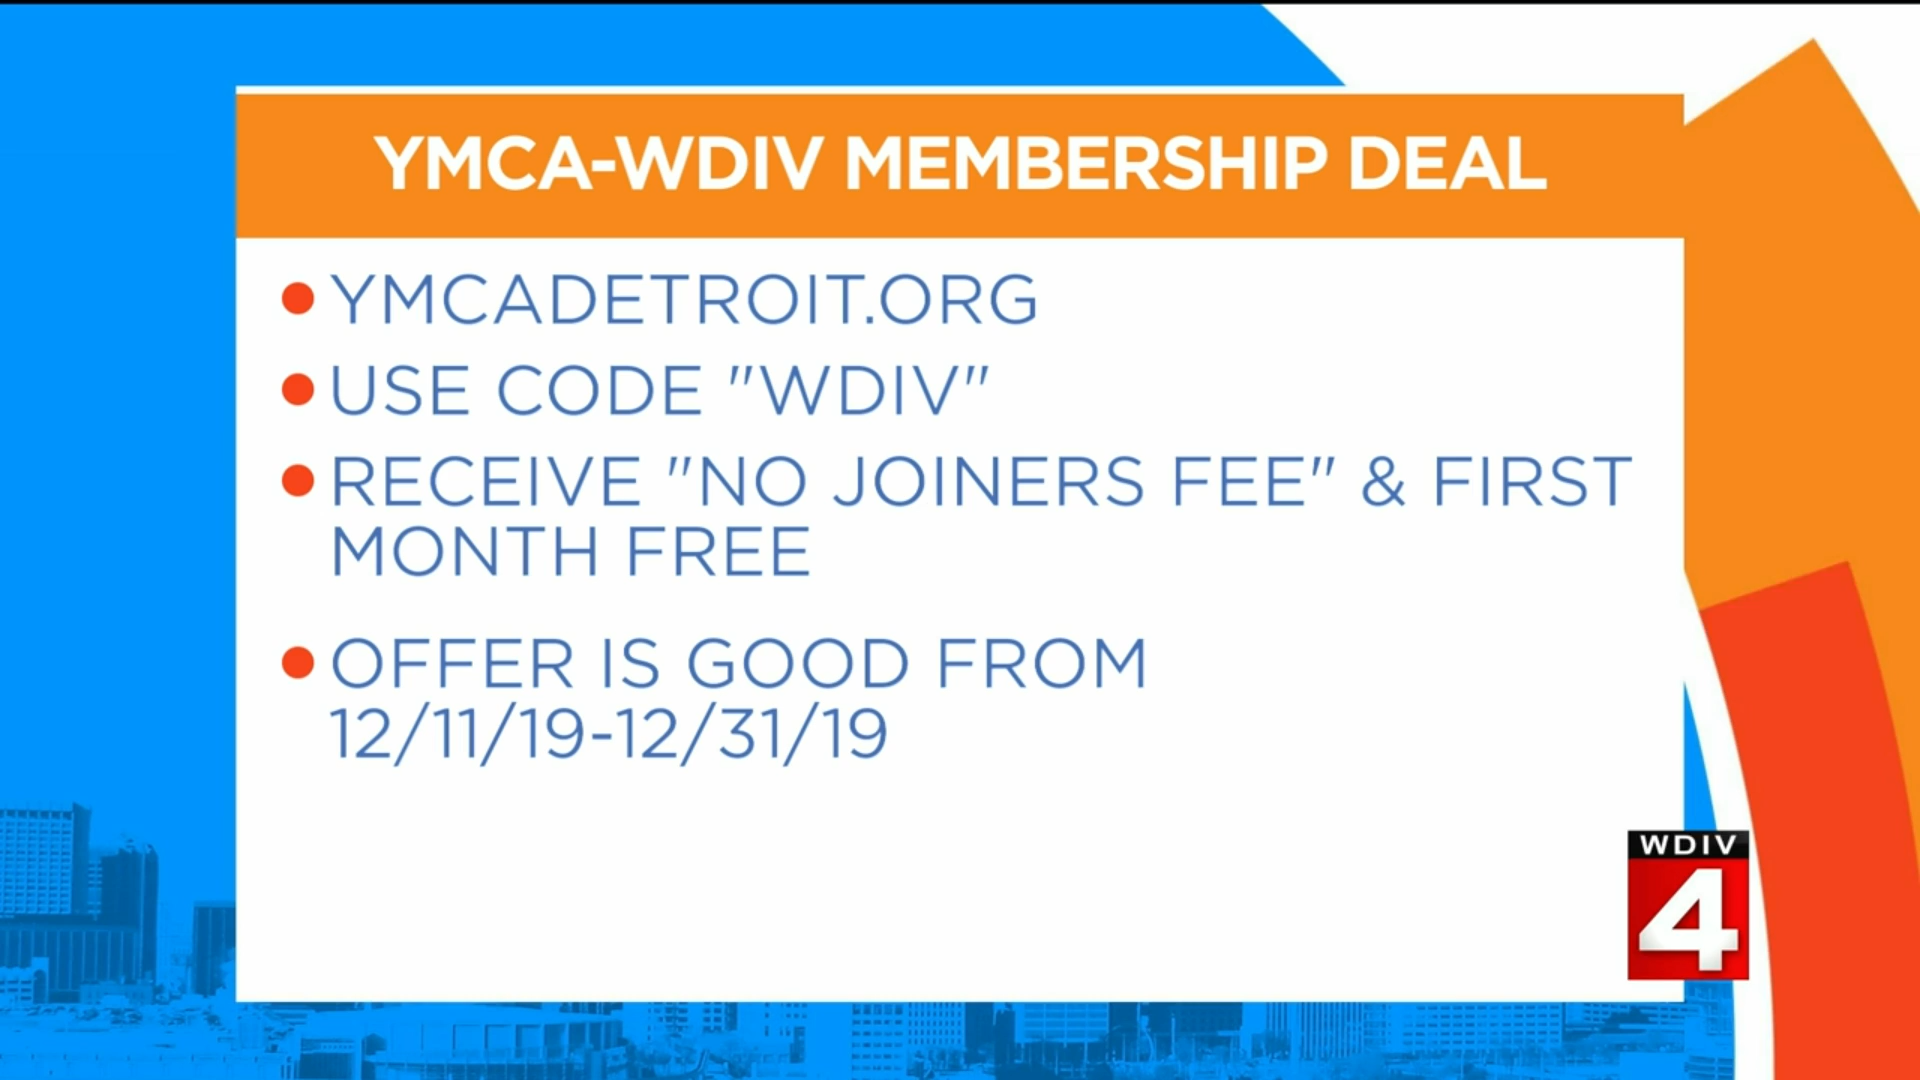 YMCA-WDIV MEMBERSHIP DEAL
YMCADETROIT.ORG
USE CODE "WDIV"
RECEIVE "NO JOINERS FEE" & FIRST
MONTH FREE
OFFER IS GOOD FROM
12/11/19-12/31/19
WDIV
4